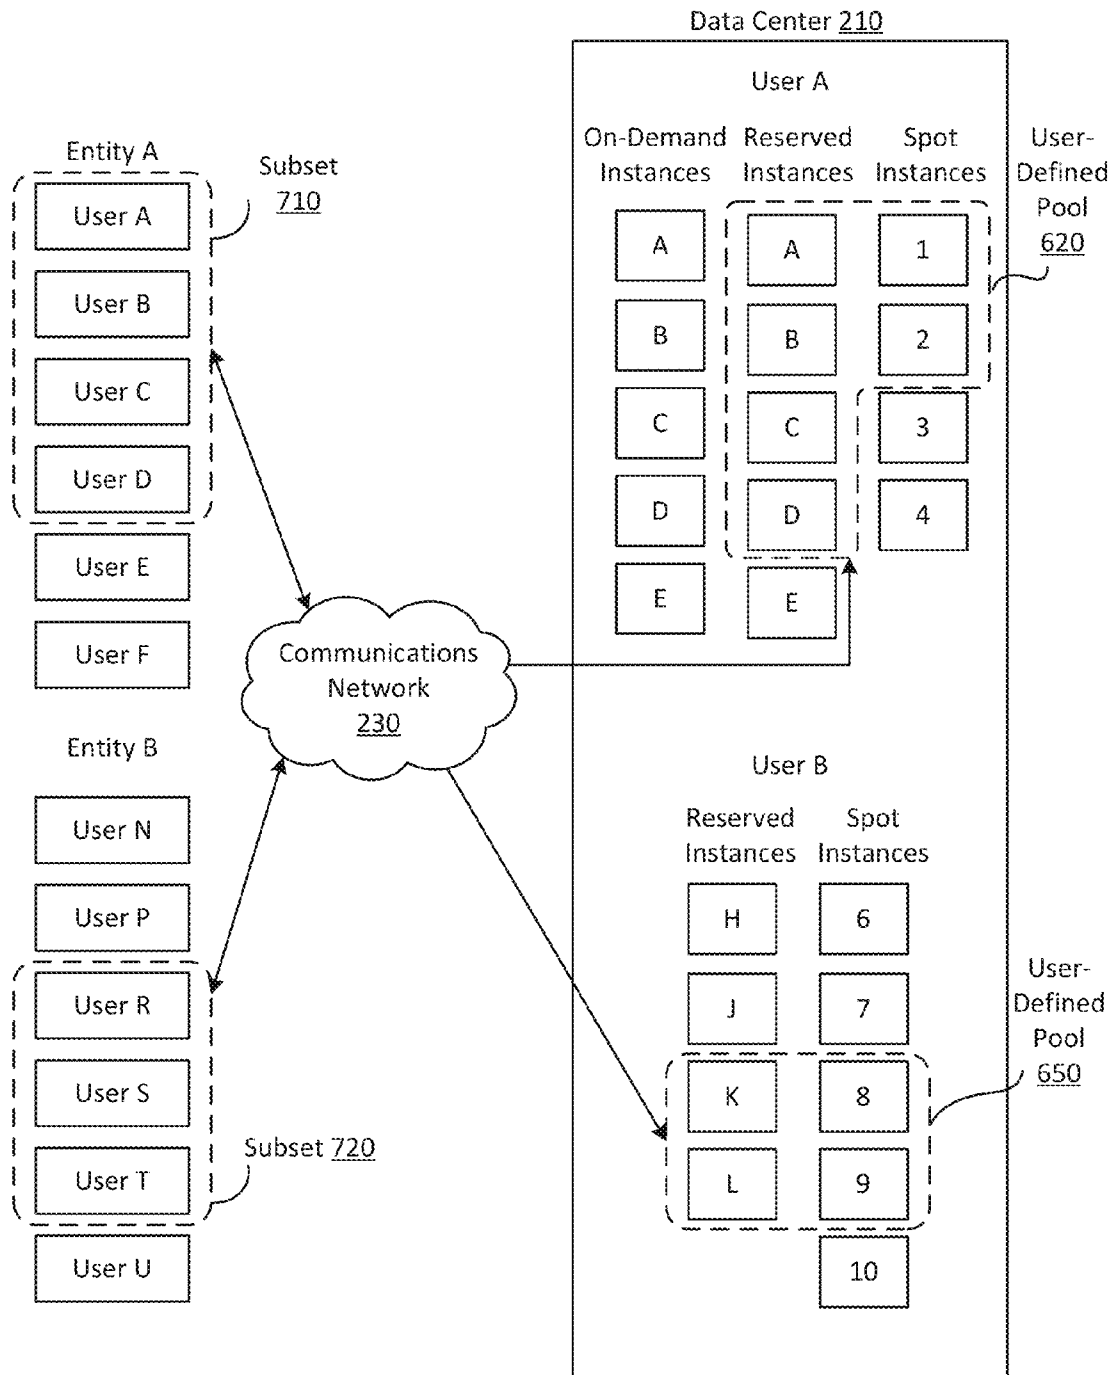 Data Center 210
User A
On-Demand Instances
Reserved Instances
Spot Instances
User-Defined Pool 620
A
B
C
D
E
A
B
C
D
E
1
2
3
4
Entity A
User A
User B
User C
User D
User E
User F
Subset 710
Communications
Network
230
Entity B
User N
User P
User R
User S
User T
User U
Subset 720
User B
Reserved Instances
Spot Instances
H
J
K
L
6
7
8
9
10
User-Defined Pool 650